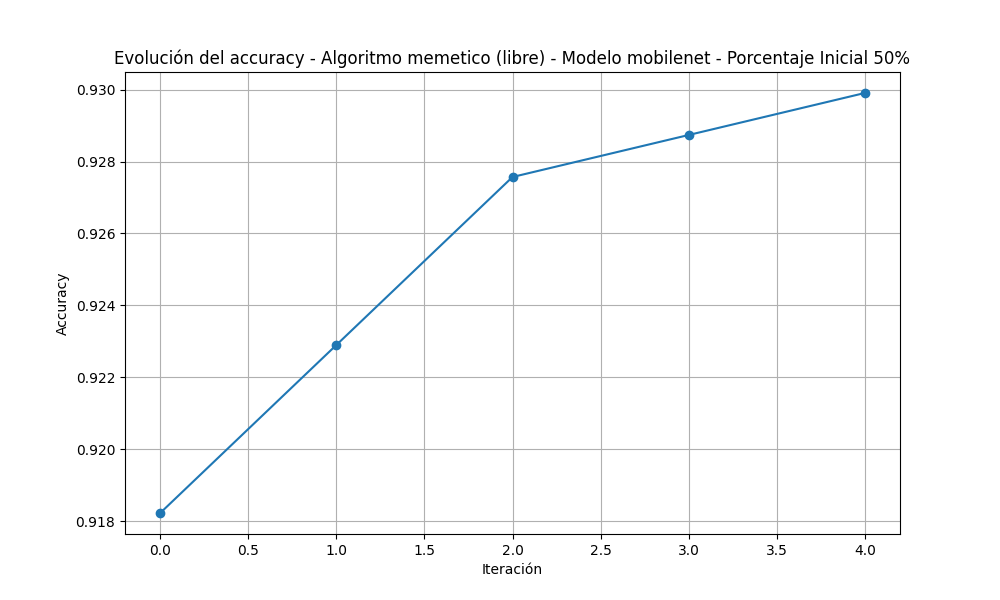 Evolución del accuracy - Algoritmo memetico (libre) - Modelo mobilenet - Porcentaje Inicial 50%
0.930
0.928
0.926
0.924
0.922
0.920
0.918
Accuracy
0.0 0.5 1.0 1.5 2.0 2.5 3.0 3.5 4.0
Iteración